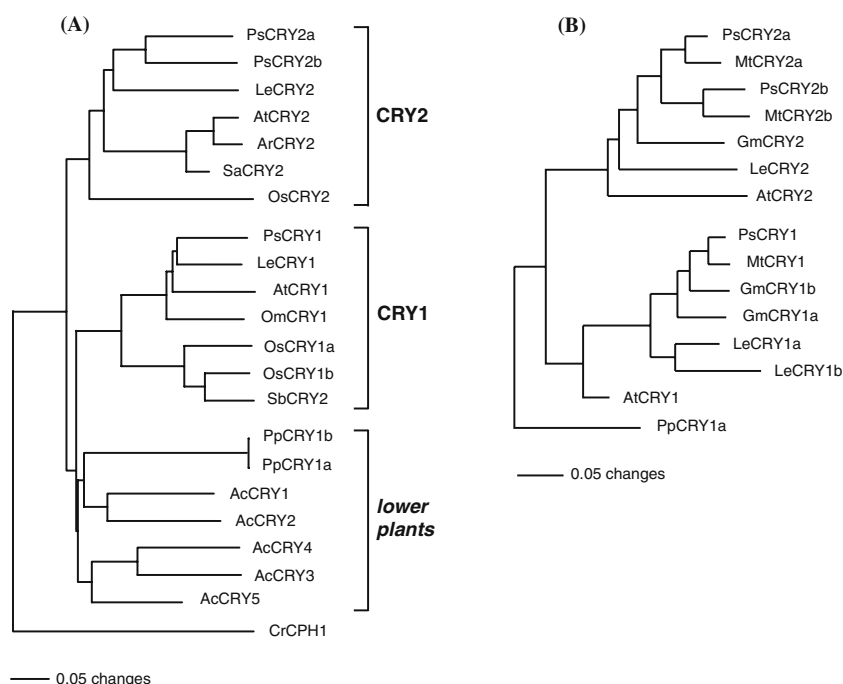 (A)
PsCRY2a
PsCRY2b
LeCRY2
AtCRY2
ArCRY2
SaCRY2
OsCRY2
CRY2
PsCRY1
LeCRY1
AtCRY1
OmCRY1
OsCRY1a
OsCRY1b
SbCRY2
CRY1
PpCRY1b
PpCRY1a
AcCRY1
AcCRY2
AcCRY4
AcCRY3
AcCRY5
lower
plants
CrCPH1
0.05 changes
(B)
PsCRY2a
MtCRY2a
PsCRY2b
MtCRY2b
GmCRY2
LeCRY2
AtCRY2
PsCRY1
MtCRY1
GmCRY1b
GmCRY1a
LeCRY1a
LeCRY1b
AtCRY1
PpCRY1a
0.05 changes